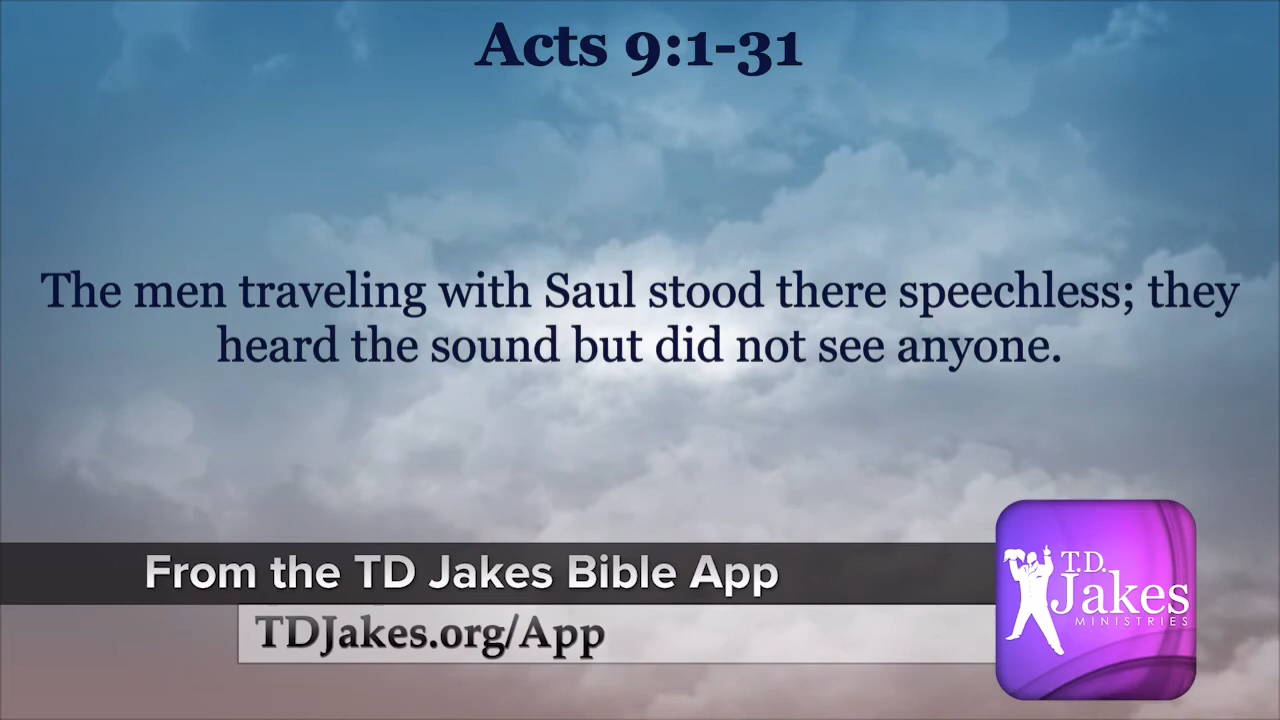 Acts 9:1-31
The men traveling with Saul stood there speechless; they
heard the sound but did not see anyone.
From the TD Jakes Bible App
TDJakes.org/App
T.D.
Jakes
MINISTRIES